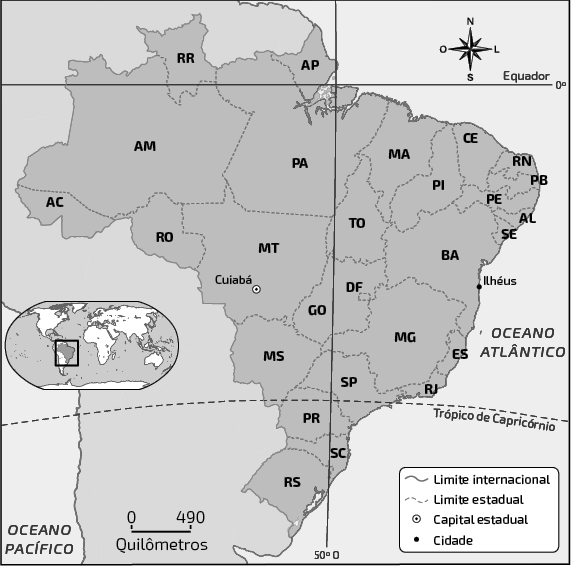 N
O
L
S
Equador
0º
RR
AP
AM
PA
MA
CE
RN
PB
PI
PE
AL
SE
AC
RO
TO
MT
BA
Cuiabá
Ilhéus
DF
GO
MG
OCEANO
ATLÂNTICO
MS
ES
SP
RJ
PR
Trópico de Capricórnio
SC
RS
Limite internacional
Limite estadual
Capital estadual
Cidade
0 490
Quilômetros
OCEANO
PACÍFICO
50º O